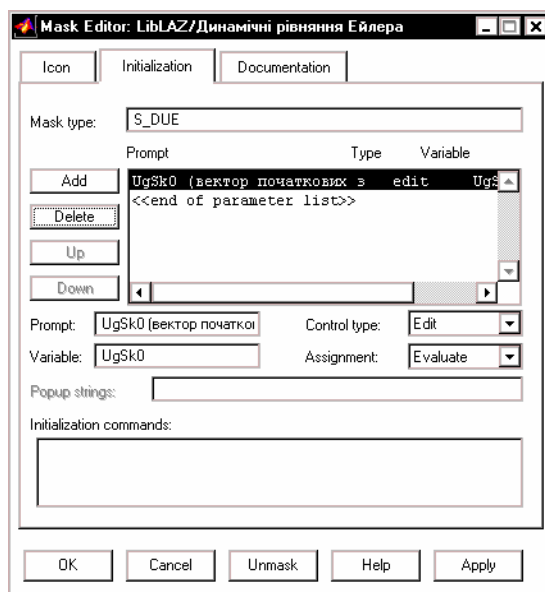 Mask Editor: LibLAZ/Динамічні рівняння Ейлера
Icon Initialization Documentation
Mask type: S_DUE
Prompt Type Variable
Add
UgSk0 (вектор початкових з edit UgS
<<end of parameter list>>
Delete
Up
Down
Prompt: UgSk0 (вектор початкої Control type: Edit
Variable: UgSk0 Assignment: Evaluate
Popup strings:
Initialization commands:
OK Cancel Unmask Help Apply